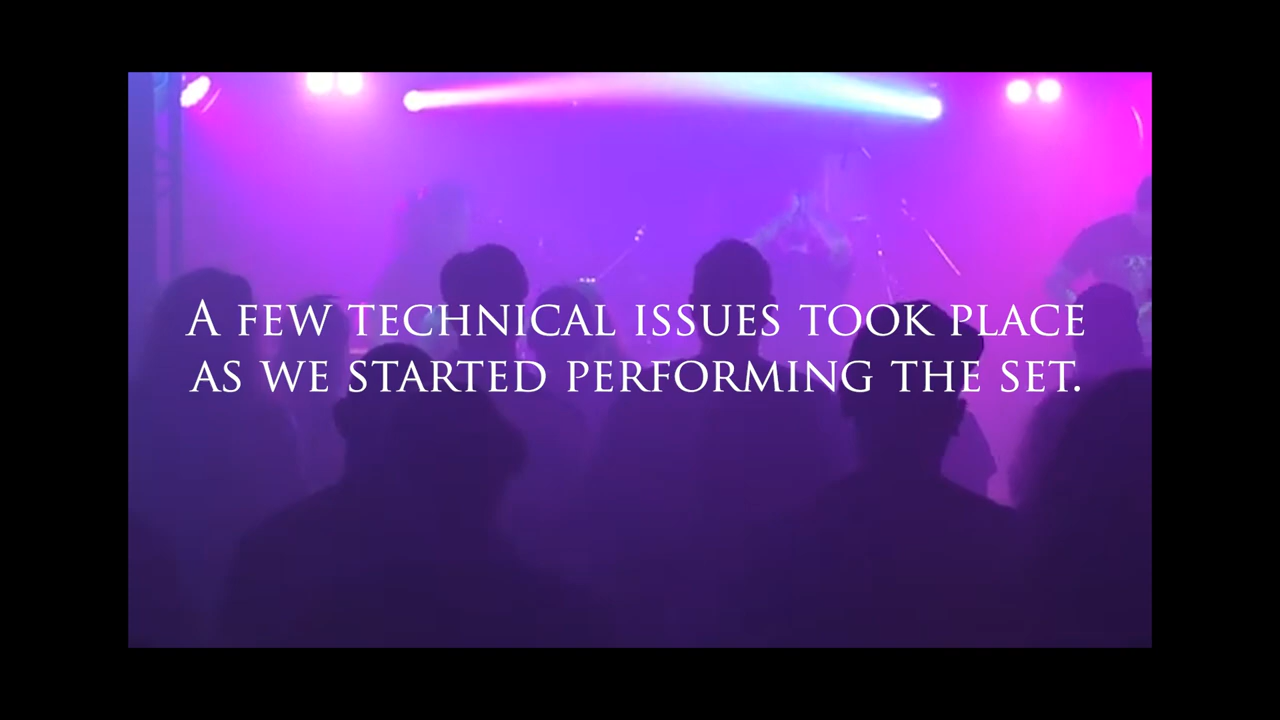 A FEW TECHNICAL ISSUES TOOK PLACE
AS WE STARTED PERFORMING THE SET.